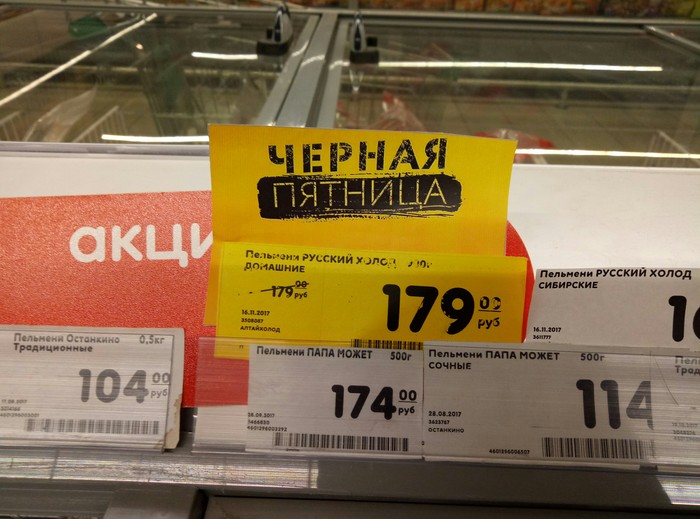 ЧЕРНАЯ
ПЯТНИЦА
акци
Пельмени РУССКИЙ ХОЛОД
ДОМАШНИЕ
179 00 руб
179 00 руб
16.11.2017
АЛТАЙХОЛОД
Пельмени РУССКИЙ ХОЛОД
СИБИРСКИЕ
16.11.2017
Пельмени Останкино 0,5кг
Традиционные
104 00 руб
Пельмени ПАПА МОЖЕТ 500г
174 00 руб
28.09.2017
Пельмени ПАПА МОЖЕТ 500г
СОЧНЫЕ
114
28.08.2017
ОСТАНКИНО